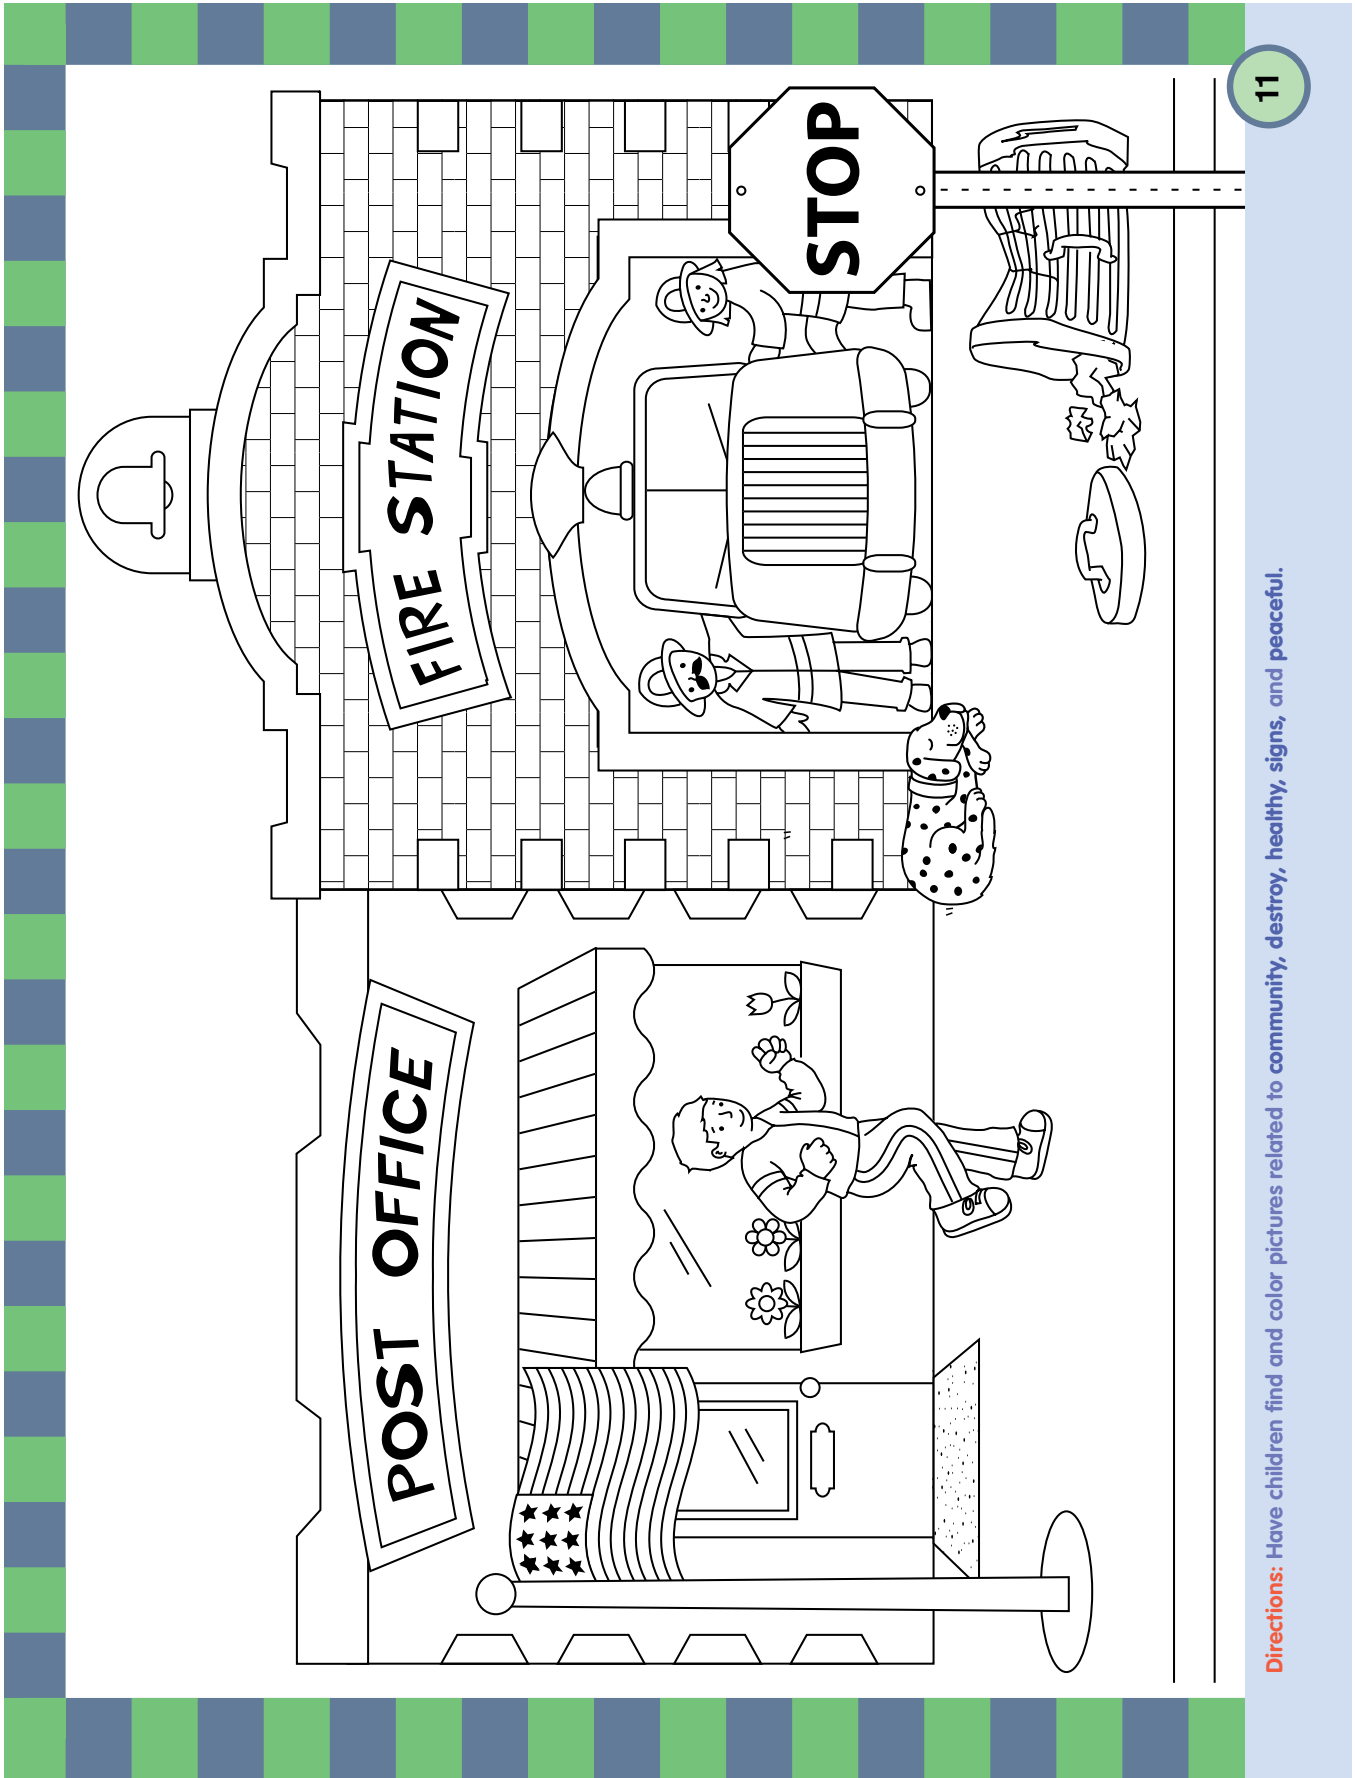 POST OFFICE
FIRE STATION
STOP
Directions: Have children find and color pictures related to community, destroy, healthy, signs, and peaceful.
11